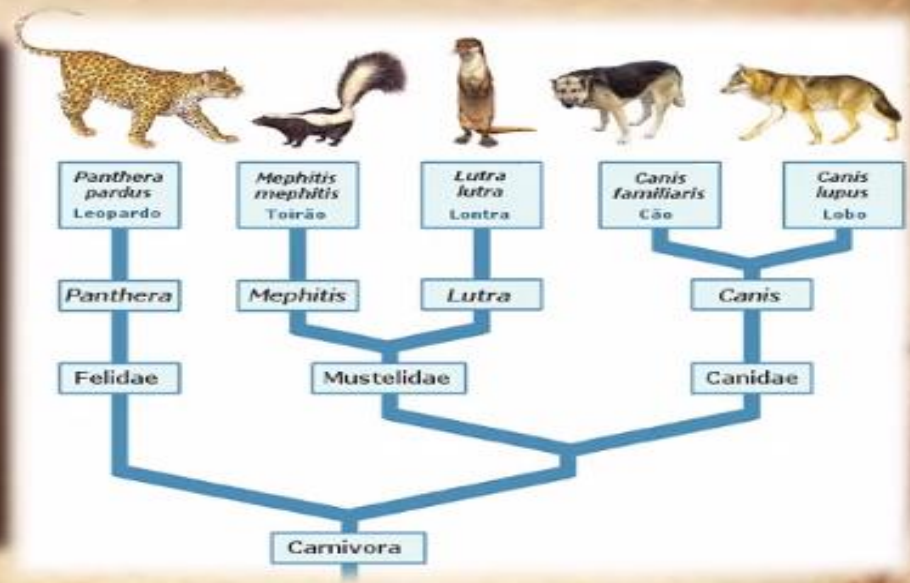 Panthera
pardus
Leopardo
Mephitis
mephitis
Toirão
Lutra
lutra
Lontra
Canis
familiaris
Cão
Canis
lupus
Lobo
Panthera
Mephitis
Lutra
Canis
Felidae
Mustelidae
Canidae
Carnivora